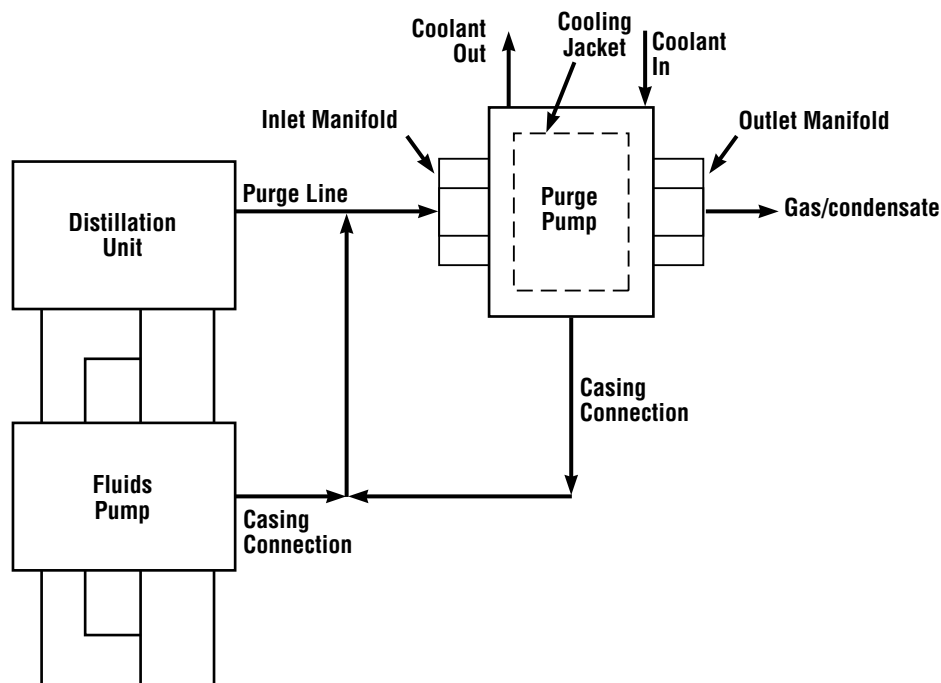 Coolant
Out
Cooling
Jacket
Coolant
In
Inlet Manifold
Outlet Manifold
Distillation
Unit
Purge Line
Purge
Pump
Gas/condensate
Casing
Connection
Fluids
Pump
Casing
Connection